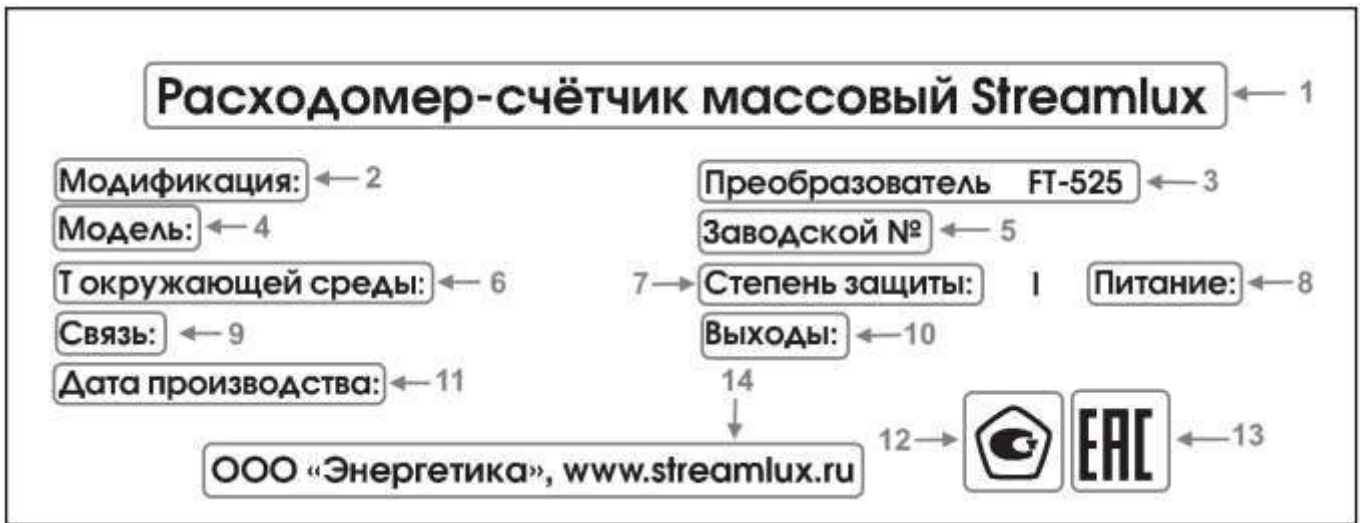 Расходомер-счётчик массовый Streamlux 1
Модификация: 2 Преобразователь FT-525 3
Модель: 4 Заводской № 5
Т окружающей среды: 6 7 Степень защиты: I Питание: 8
Связь: 9 Выходы: 10
Дата производства: 11 14
12 EAC 13
ООО «Энергетика», www.streamlux.ru